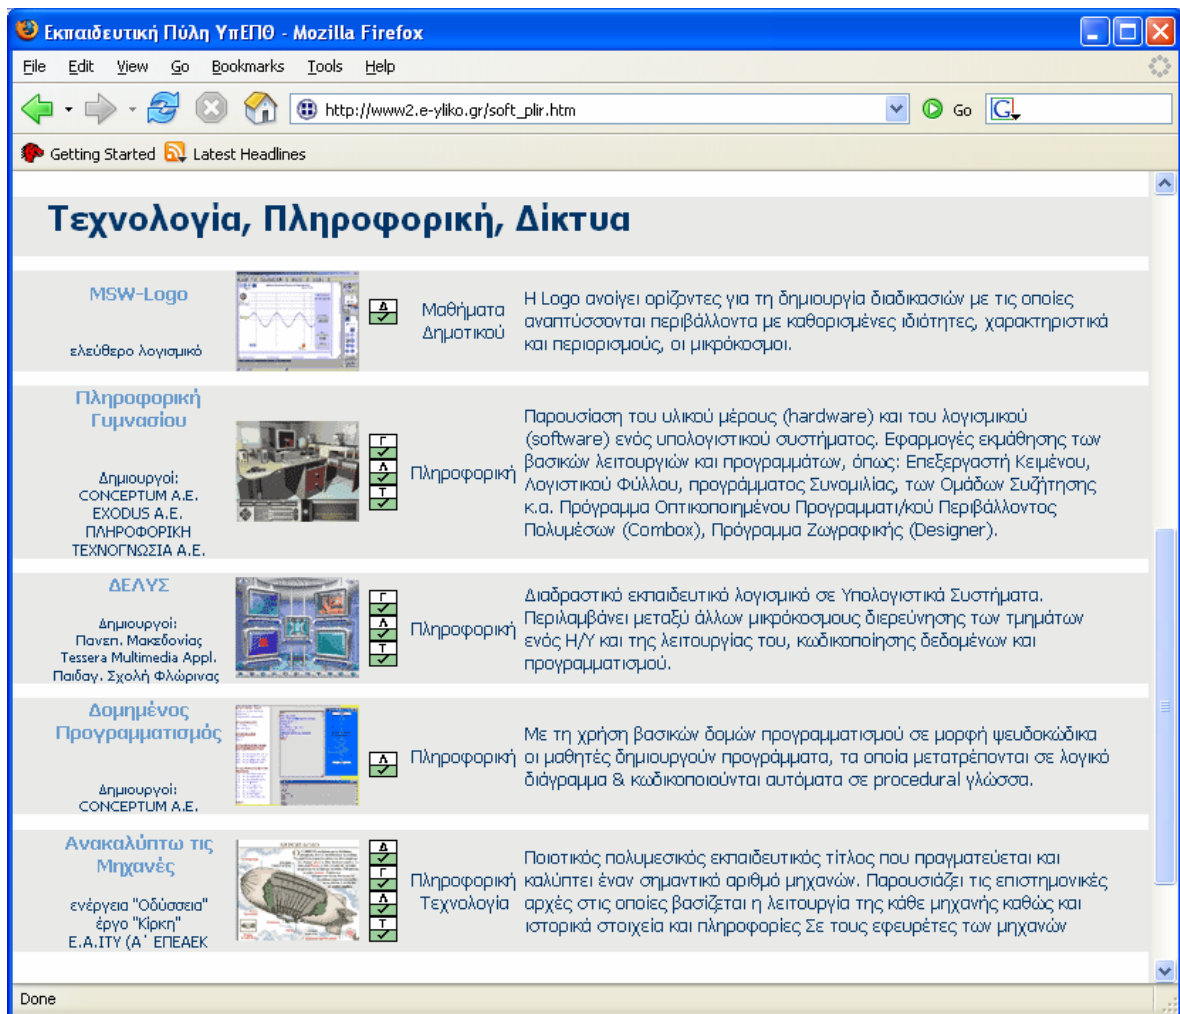 Εκπαιδευτική Πύλη ΥπΕΠΘ - Mozilla Firefox
File Edit View Go Bookmarks Tools Help
http://www2.e-yliko.gr/soft_plir.htm Go G
Getting Started Latest Headlines
Τεχνολογία, Πληροφορική, Δίκτυα
MSW-Logo
ελεύθερο λογισμικό
Δ
Μαθήματα
Δημοτικού
Η Logo ανοίγει ορίζοντες για τη δημιουργία διαδικασιών με τις οποίες
αναπτύσσονται περιβάλλοντα με καθορισμένες ιδιότητες, χαρακτηριστικά
και περιορισμούς, οι μικρόκοσμοι.
Πληροφορική
Γυμνασίου
Δημιουργοί:
CONCEPTUM A.E.
EXODUS A.E.
ΠΛΗΡΟΦΟΡΙΚΗ
ΤΕΧΝΟΓΝΩΣΙΑ Α.Ε.
Γ
Λ
Τ
Πληροφορική
Παρουσίαση του υλικού μέρους (hardware) και του λογισμικού
(software) ενός υπολογιστικού συστήματος. Εφαρμογές εκμάθησης των
βασικών λειτουργιών και προγραμμάτων, όπως: Επεξεργαστή Κειμένου,
Λογιστικού Φύλλου, προγράμματος Συνομιλίας, των Ομάδων Συζήτησης
κ.α. Πρόγραμμα Οπτικοποιημένου Προγραμματι/κού Περιβάλλοντος
Πολυμέσων (Combox), Πρόγραμμα Ζωγραφικής (Designer).
ΔΕΛΥΣ
Δημιουργοί:
Πανεπ. Μακεδονίας
Tessera Multimedia Appl.
Παιδαγ. Σχολή Φλώρινας
Γ
Λ
Τ
Πληροφορική
Διαδραστικό εκπαιδευτικό λογισμικό σε Υπολογιστικά Συστήματα.
Περιλαμβάνει μεταξύ άλλων μικρόκοσμους διερεύνησης των τμημάτων
ενός Η/Υ και της λειτουργίας του, κωδικοποίησης δεδομένων και
προγραμματισμού.
Δομημένος
Προγραμματισμός
Δημιουργοί:
CONCEPTUM A.E.
Λ
Πληροφορική
Με τη χρήση βασικών δομών προγραμματισμού σε μορφή ψευδοκώδικα
οι μαθητές δημιουργούν προγράμματα, τα οποία μετατρέπονται σε λογικό
διάγραμμα & κωδικοποιούνται αυτόματα σε procedural γλώσσα.
Ανακαλύπτω τις
Μηχανές
ενέργεια "Οδύσσεια"
έργο "Κίρκη"
Ε.Α.ΙΤΥ (Α΄ ΕΠΕΑΕΚ
Δ
Γ
Λ
Τ
Πληροφορική
Τεχνολογία
Ποιοτικός πολυμεσικός εκπαιδευτικός τίτλος που πραγματεύεται και
καλύπτει έναν σημαντικό αριθμό μηχανών. Παρουσιάζει τις επιστημονικές
αρχές στις οποίες βασίζεται η λειτουργία της κάθε μηχανής καθώς και
ιστορικά στοιχεία και πληροφορίες Σε τους εφευρέτες των μηχανών
Done